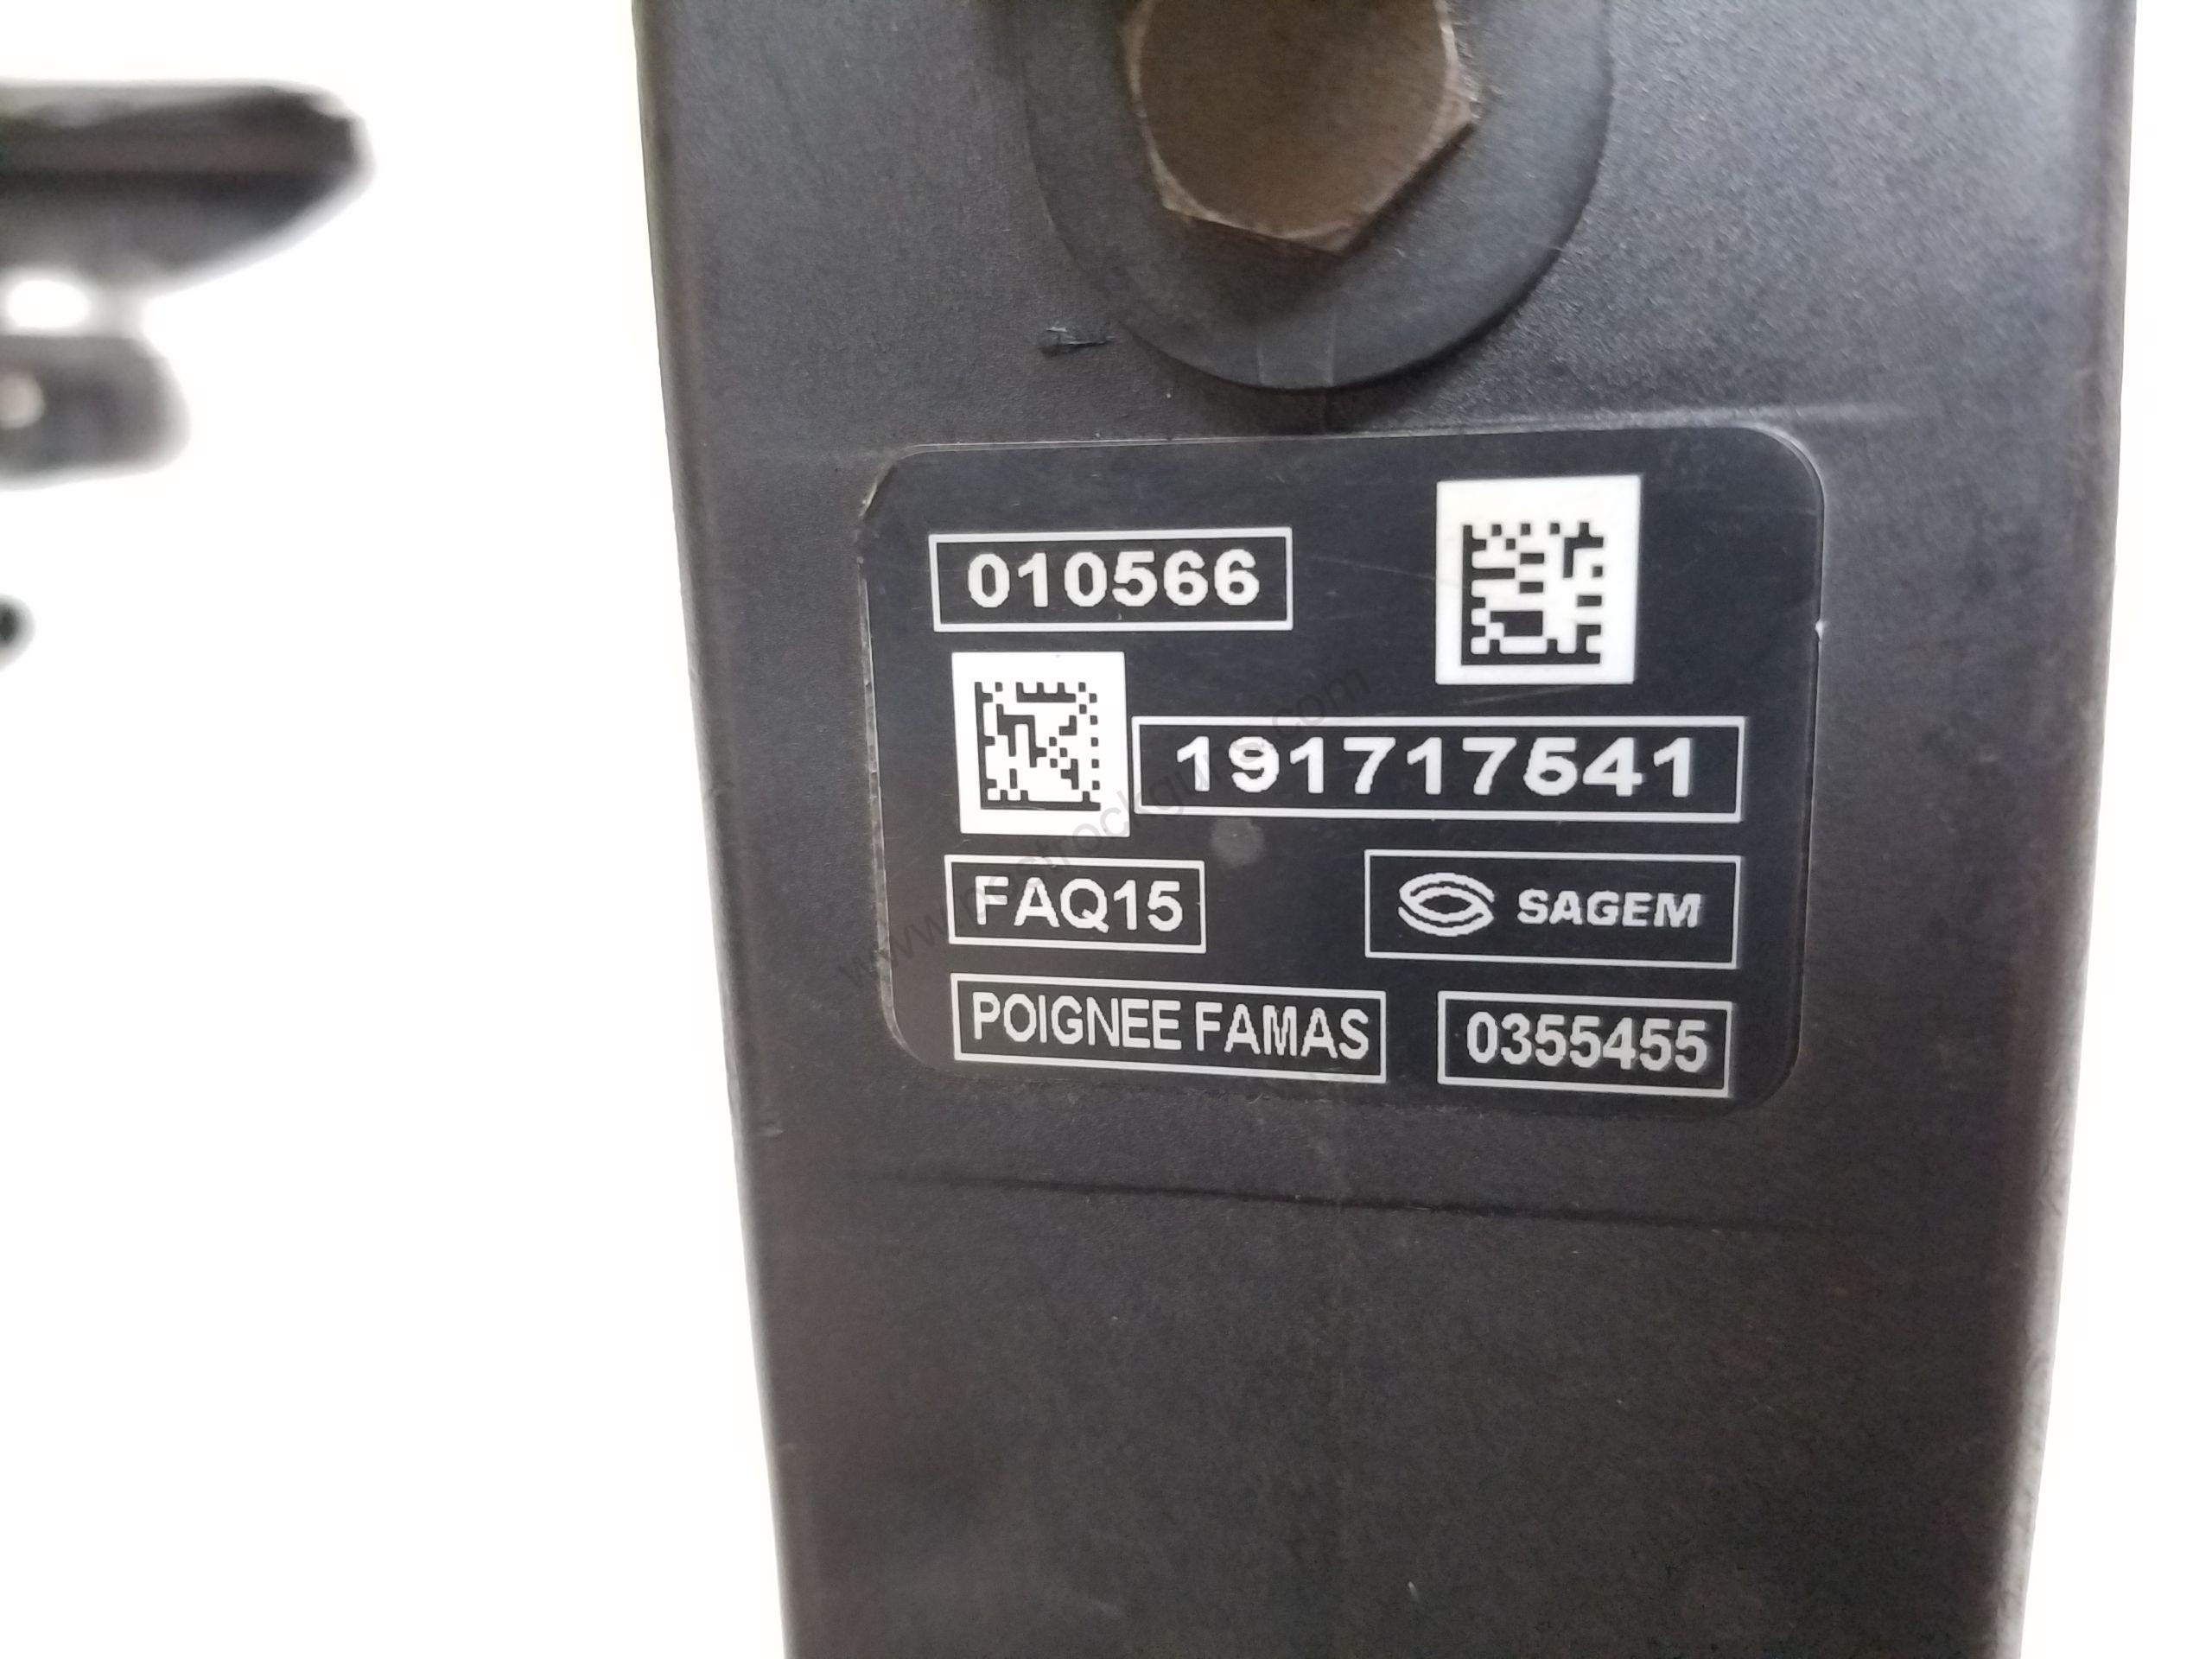 010566
191717541
FAQ15
SAGEM
POIGNEE FAMAS
0355455